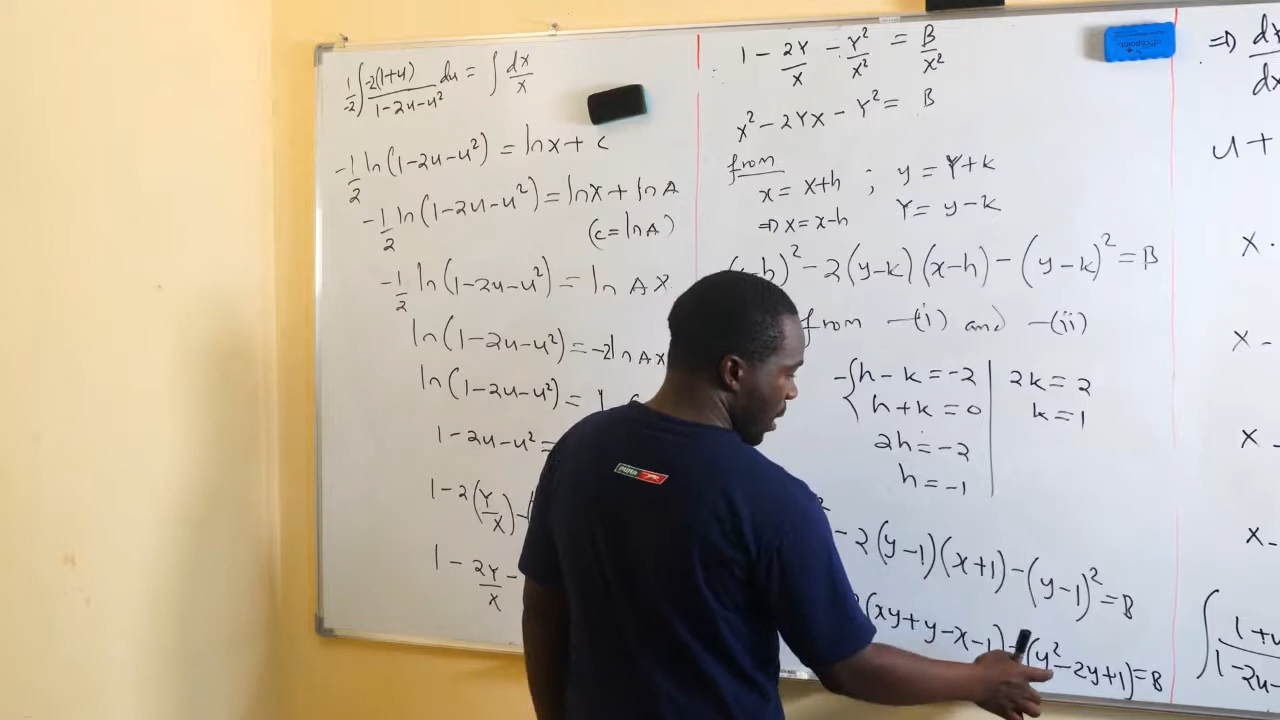 1/-2 ∫ -2(1+u)/1-2u-u² du = ∫ dx/x
-1/2 ln(1-2u-u²) = lnx + c
-1/2 ln(1-2u-u²) = lnX + ln A
(c = ln A)
-1/2 ln(1-2u-u²) = ln AX
ln(1-2u-u²) = -2ln AX
ln(1-2u-u²) =
1-2u-u² =
1-2(Y/X)-
1 - 2Y/X -
1 - 2Y/X - Y²/X² = B/X²
X² - 2YX - Y² = B
from
x = X+h ; y = Y+k
⇒ X = x-h Y = y-k
)² - 2(y-k)(x-h) - (y-k)² = B
from -(i) and -(ii)
-{h - k = -2 2k = 2
h + k = 0 k = 1
2h = -2
h = -1
- 2(y-1)(x+1) - (y-1)² = B
(xy+y-x-1) - (y²-2y+1) = B
⇒ dx
dx
u +
x .
x -
x -
x -
∫ 1+u/1-2u-